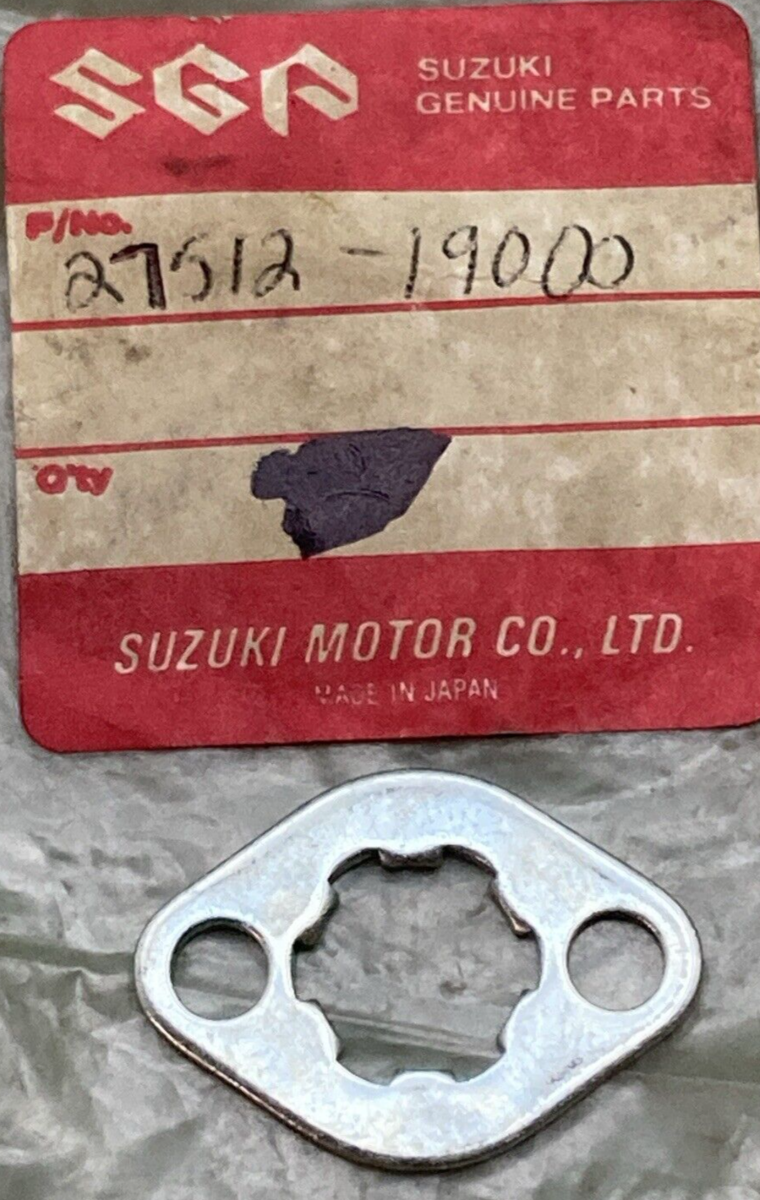 SGP
SUZUKI
GENUINE PARTS
P/No.
27512-19000
Q'ty
SUZUKI MOTOR CO., LTD.
MADE IN JAPAN